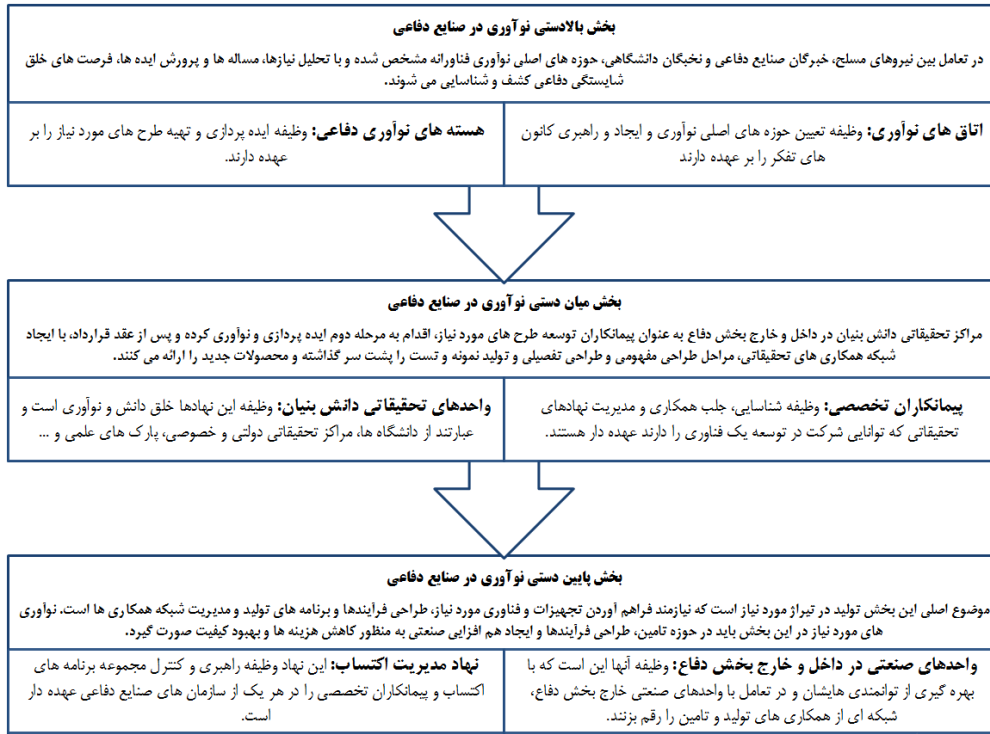 بخش بالادستی نوآوری در صنایع دفاعی
در تعامل بین نیروهای مسلح، خبرگان صنایع دفاعی و نخبگان دانشگاهی، حوزه های اصلی نوآوری فناورانه مشخص شده و با تحلیل نیازها، مساله ها و پرورش ایده ها، فرصت های خلق
شایستگی دفاعی کشف و شناسایی می شوند.
اتاق های نوآوری: وظیفه تعیین حوزه های اصلی نوآوری و ایجاد و راهبری کانون
های تفکر را بر عهده دارند
هسته های نوآوری دفاعی: وظیفه ایده پردازی و تهیه طرح های مورد نیاز را بر
عهده دارند.
بخش میان دستی نوآوری در صنایع دفاعی
مراکز تحقیقاتی دانش بنیان در داخل و خارج بخش دفاع به عنوان پیمانکاران توسعه طرح های مورد نیاز، اقدام به مرحله دوم ایده پردازی و نوآوری کرده و پس از عقد قرارداد، با ایجاد
شبکه همکاری های تحقیقاتی، مراحل طراحی مفهومی و طراحی تفصیلی و تولید نمونه و تست را پشت سر گذاشته و محصولات جدید را ارائه می کنند.
پیمانکاران تخصصی: وظیفه شناسایی، جلب همکاری و مدیریت نهادهای
تحقیقاتی که توانایی شرکت در توسعه یک فناوری را دارند عهده دار هستند.
واحدهای تحقیقاتی دانش بنیان: وظیفه این نهادها خلق دانش و نوآوری است و
عبارتند از دانشگاه ها، مراکز تحقیقاتی دولتی و خصوصی، پارک های علمی و ...
بخش پایین دستی نوآوری در صنایع دفاعی
موضوع اصلی این بخش تولید در تیراژ مورد نیاز است که نیازمند فراهم آوردن تجهیزات و فناوری مورد نیاز، طراحی فرآیندها و برنامه های تولید و مدیریت شبکه همکاری ها است. نوآوری
های مورد نیاز در این بخش باید در حوزه تامین، طراحی فرآیندها و ایجاد هم افزایی صنعتی به منظور کاهش هزینه ها و بهبود کیفیت صورت گیرد.
واحدهای صنعتی در داخل و خارج بخش دفاع: وظیفه آنها این است که با
بهره گیری از توانمندی هایشان و در تعامل با واحدهای صنعتی خارج بخش دفاع،
شبکه ای از همکاری های تولید و تامین را رقم بزنند.
نهاد مدیریت اکتساب: این نهاد وظیفه راهبری و کنترل مجموعه برنامه های
اکتساب و پیمانکاران تخصصی را در هر یک از سازمان های صنایع دفاعی عهده دار
است.